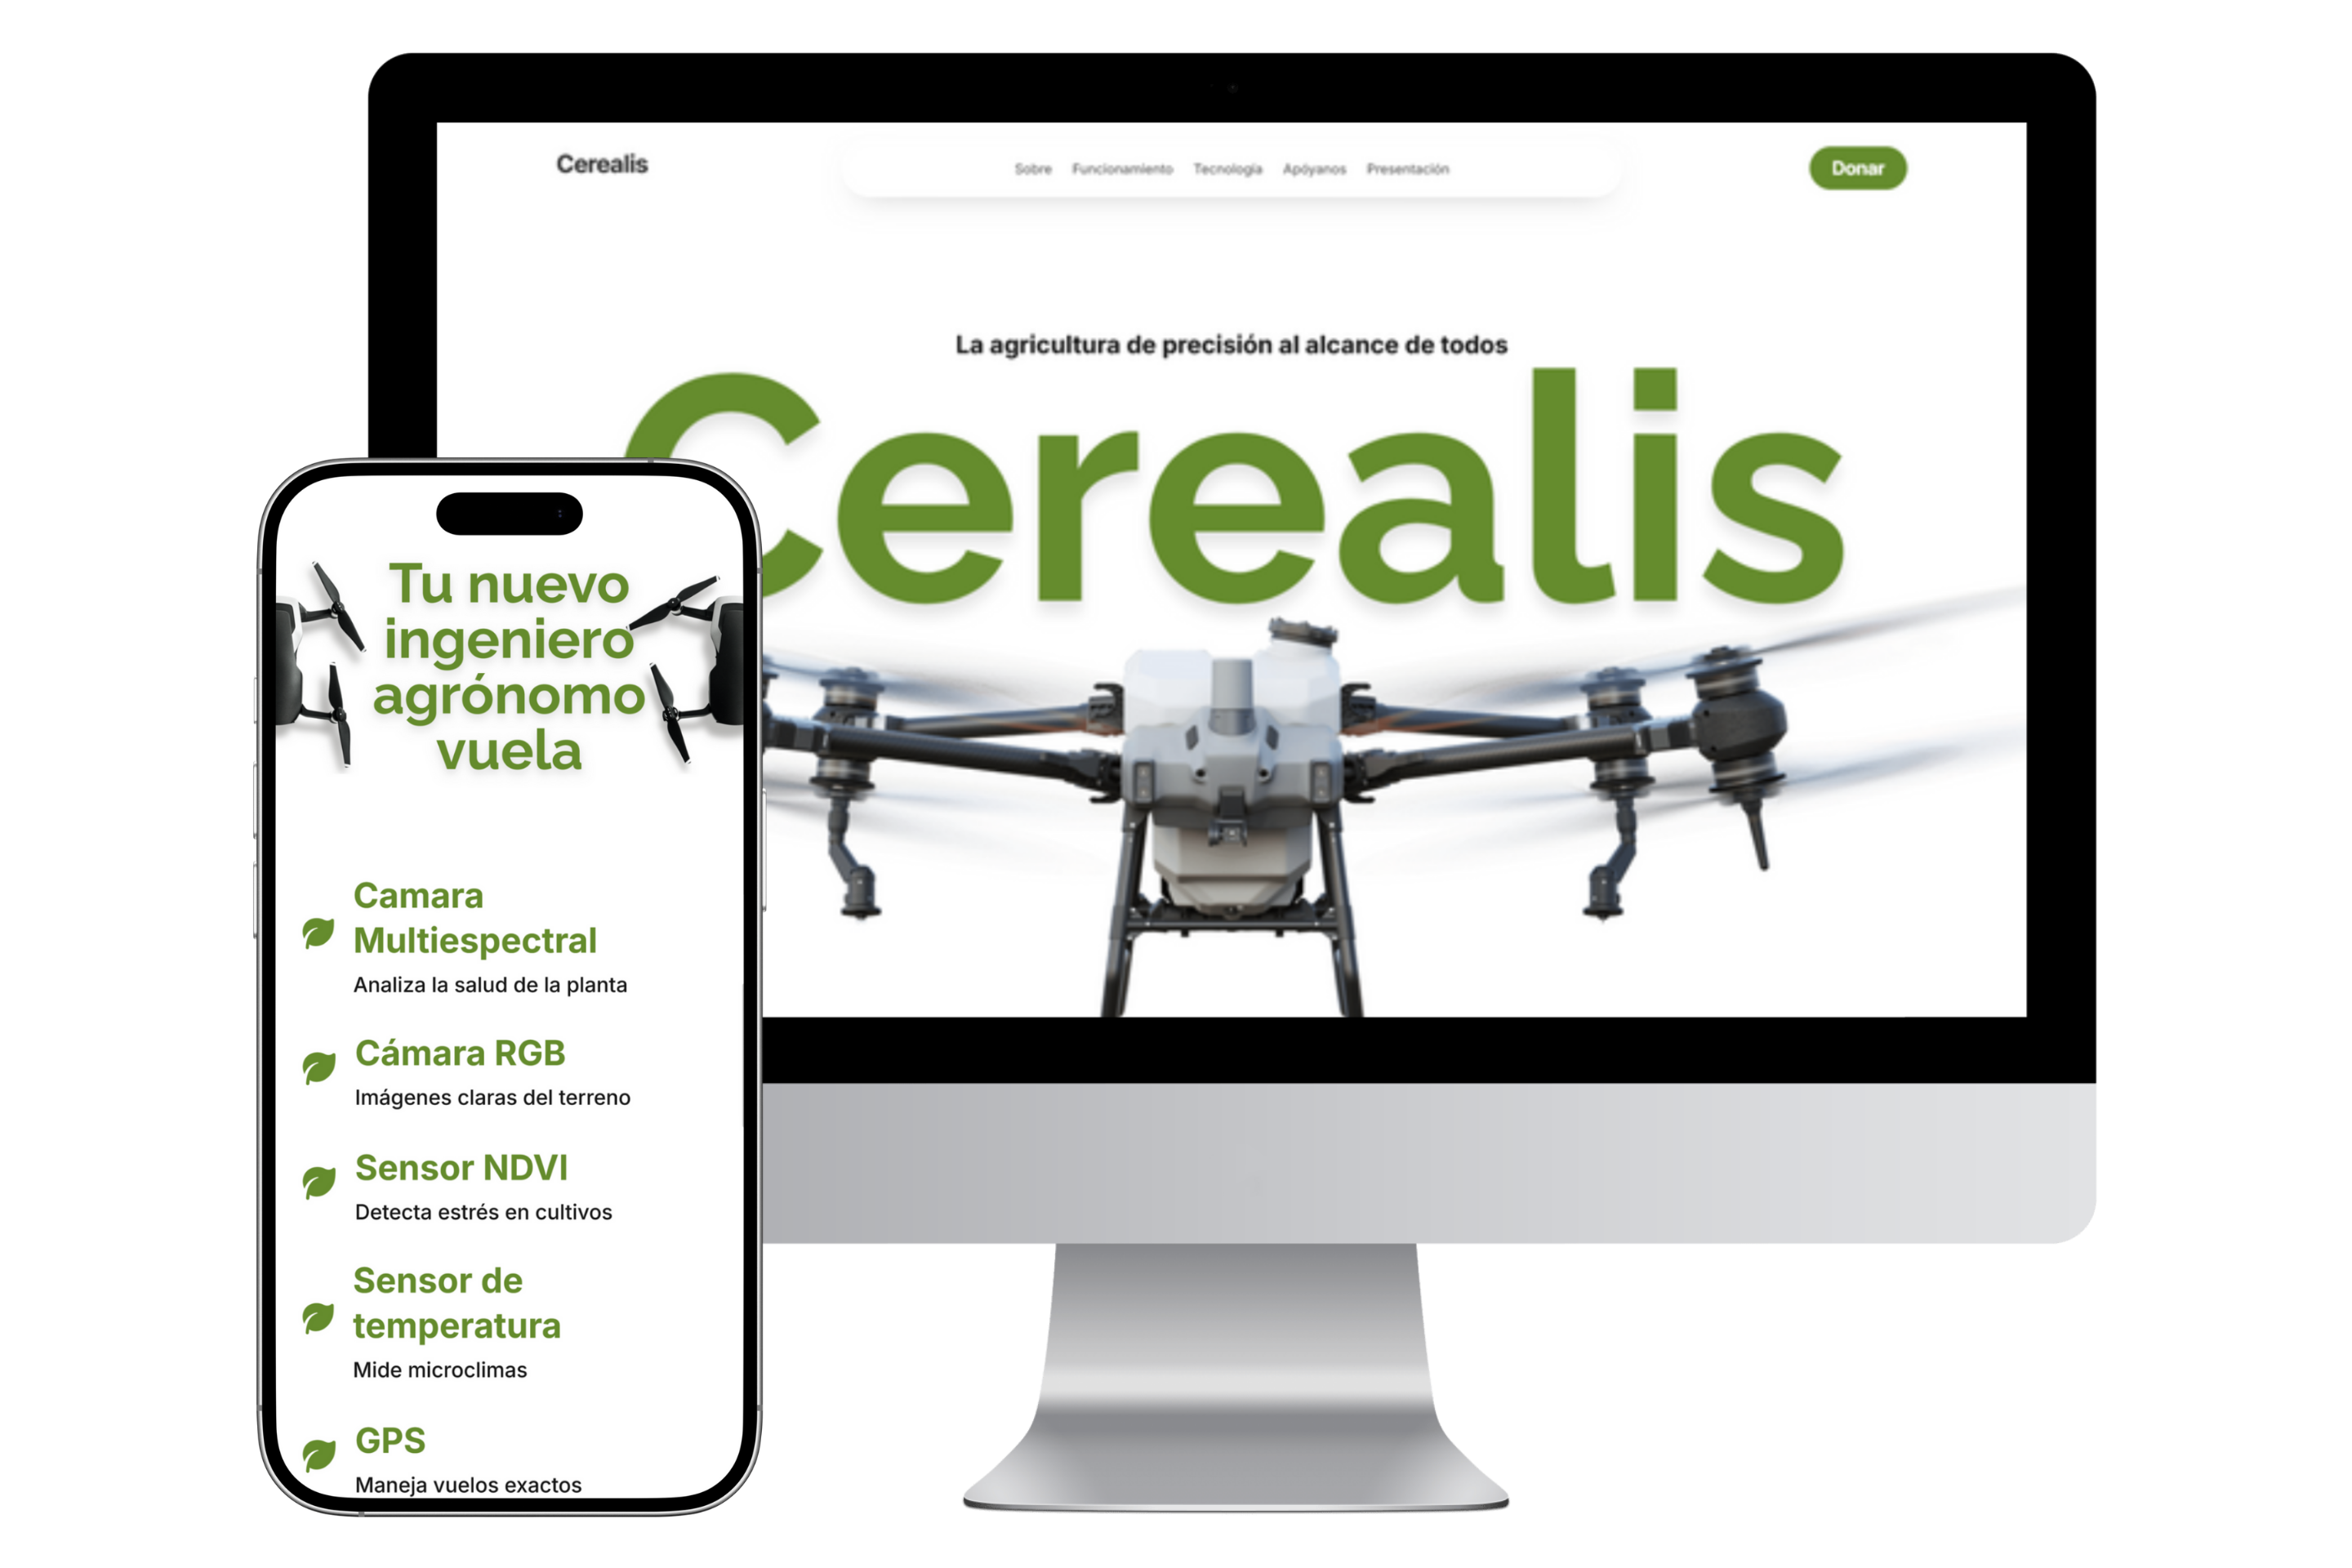 Cerealis
Sobre Funcionamiento Tecnología Apóyanos Presentación
Donar
La agricultura de precisión al alcance de todos
Cerealis
Tu nuevo
ingeniero
agrónomo
vuela
Camara
Multiespectral
Analiza la salud de la planta
Cámara RGB
Imágenes claras del terreno
Sensor NDVI
Detecta estrés en cultivos
Sensor de
temperatura
Mide microclimas
GPS
Maneja vuelos exactos